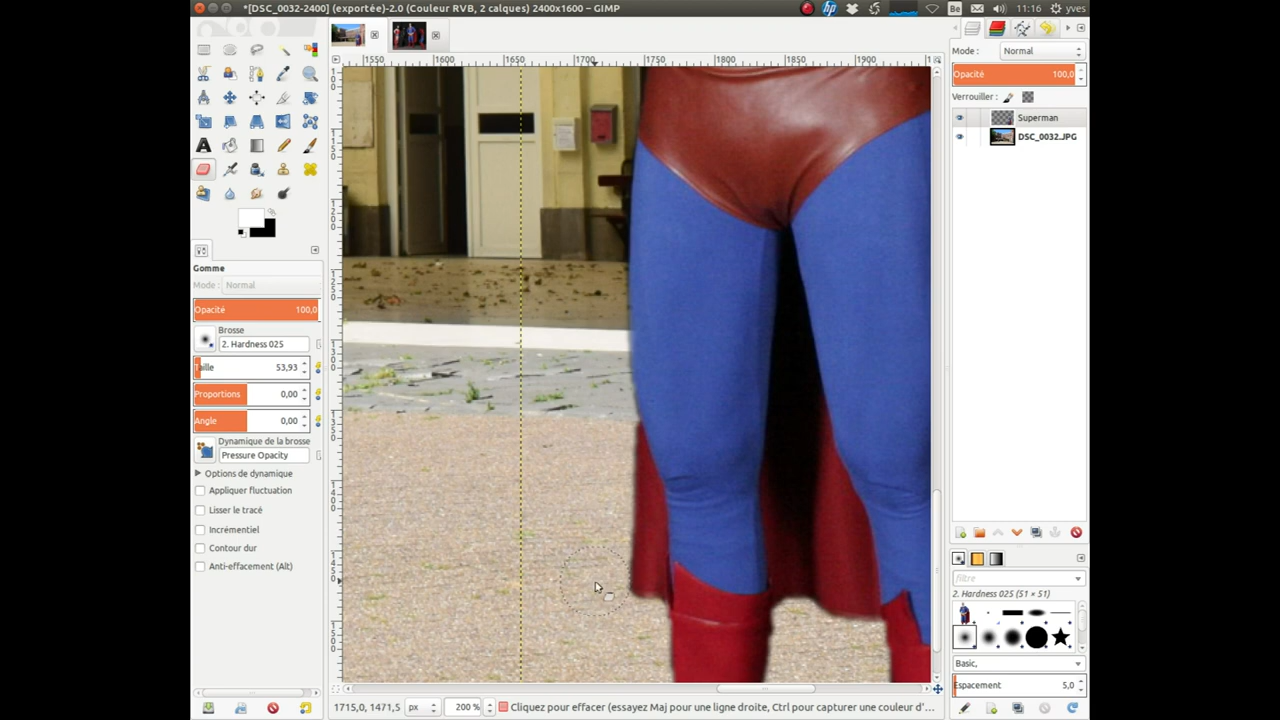 *[DSC_0032-2400] (exportée)-2.0 (Couleur RVB, 2 calques) 2400x1600 – GIMP
Be
11:16
yves
1550
1600
1650
1700
1750
1800
1850
1900
Mode :
Normal
Opacité
100,0
Verrouiller :
Superman
DSC_0032.JPG
Gomme
Mode :
Normal
Opacité
100,0
Brosse
2. Hardness 025
aille
53,93
Proportions
0,00
Angle
0,00
Dynamique de la brosse
Pressure Opacity
Options de dynamique
Appliquer fluctuation
Lisser le tracé
Incrémentiel
Contour dur
Anti-effacement (Alt)
filtre
2. Hardness 025 (51 × 51)
Basic,
Espacement
5,0
1715,0, 1471,5
px
200 %
Cliquez pour effacer (essayez Maj pour une ligne droite, Ctrl pour capturer une couleur d’…